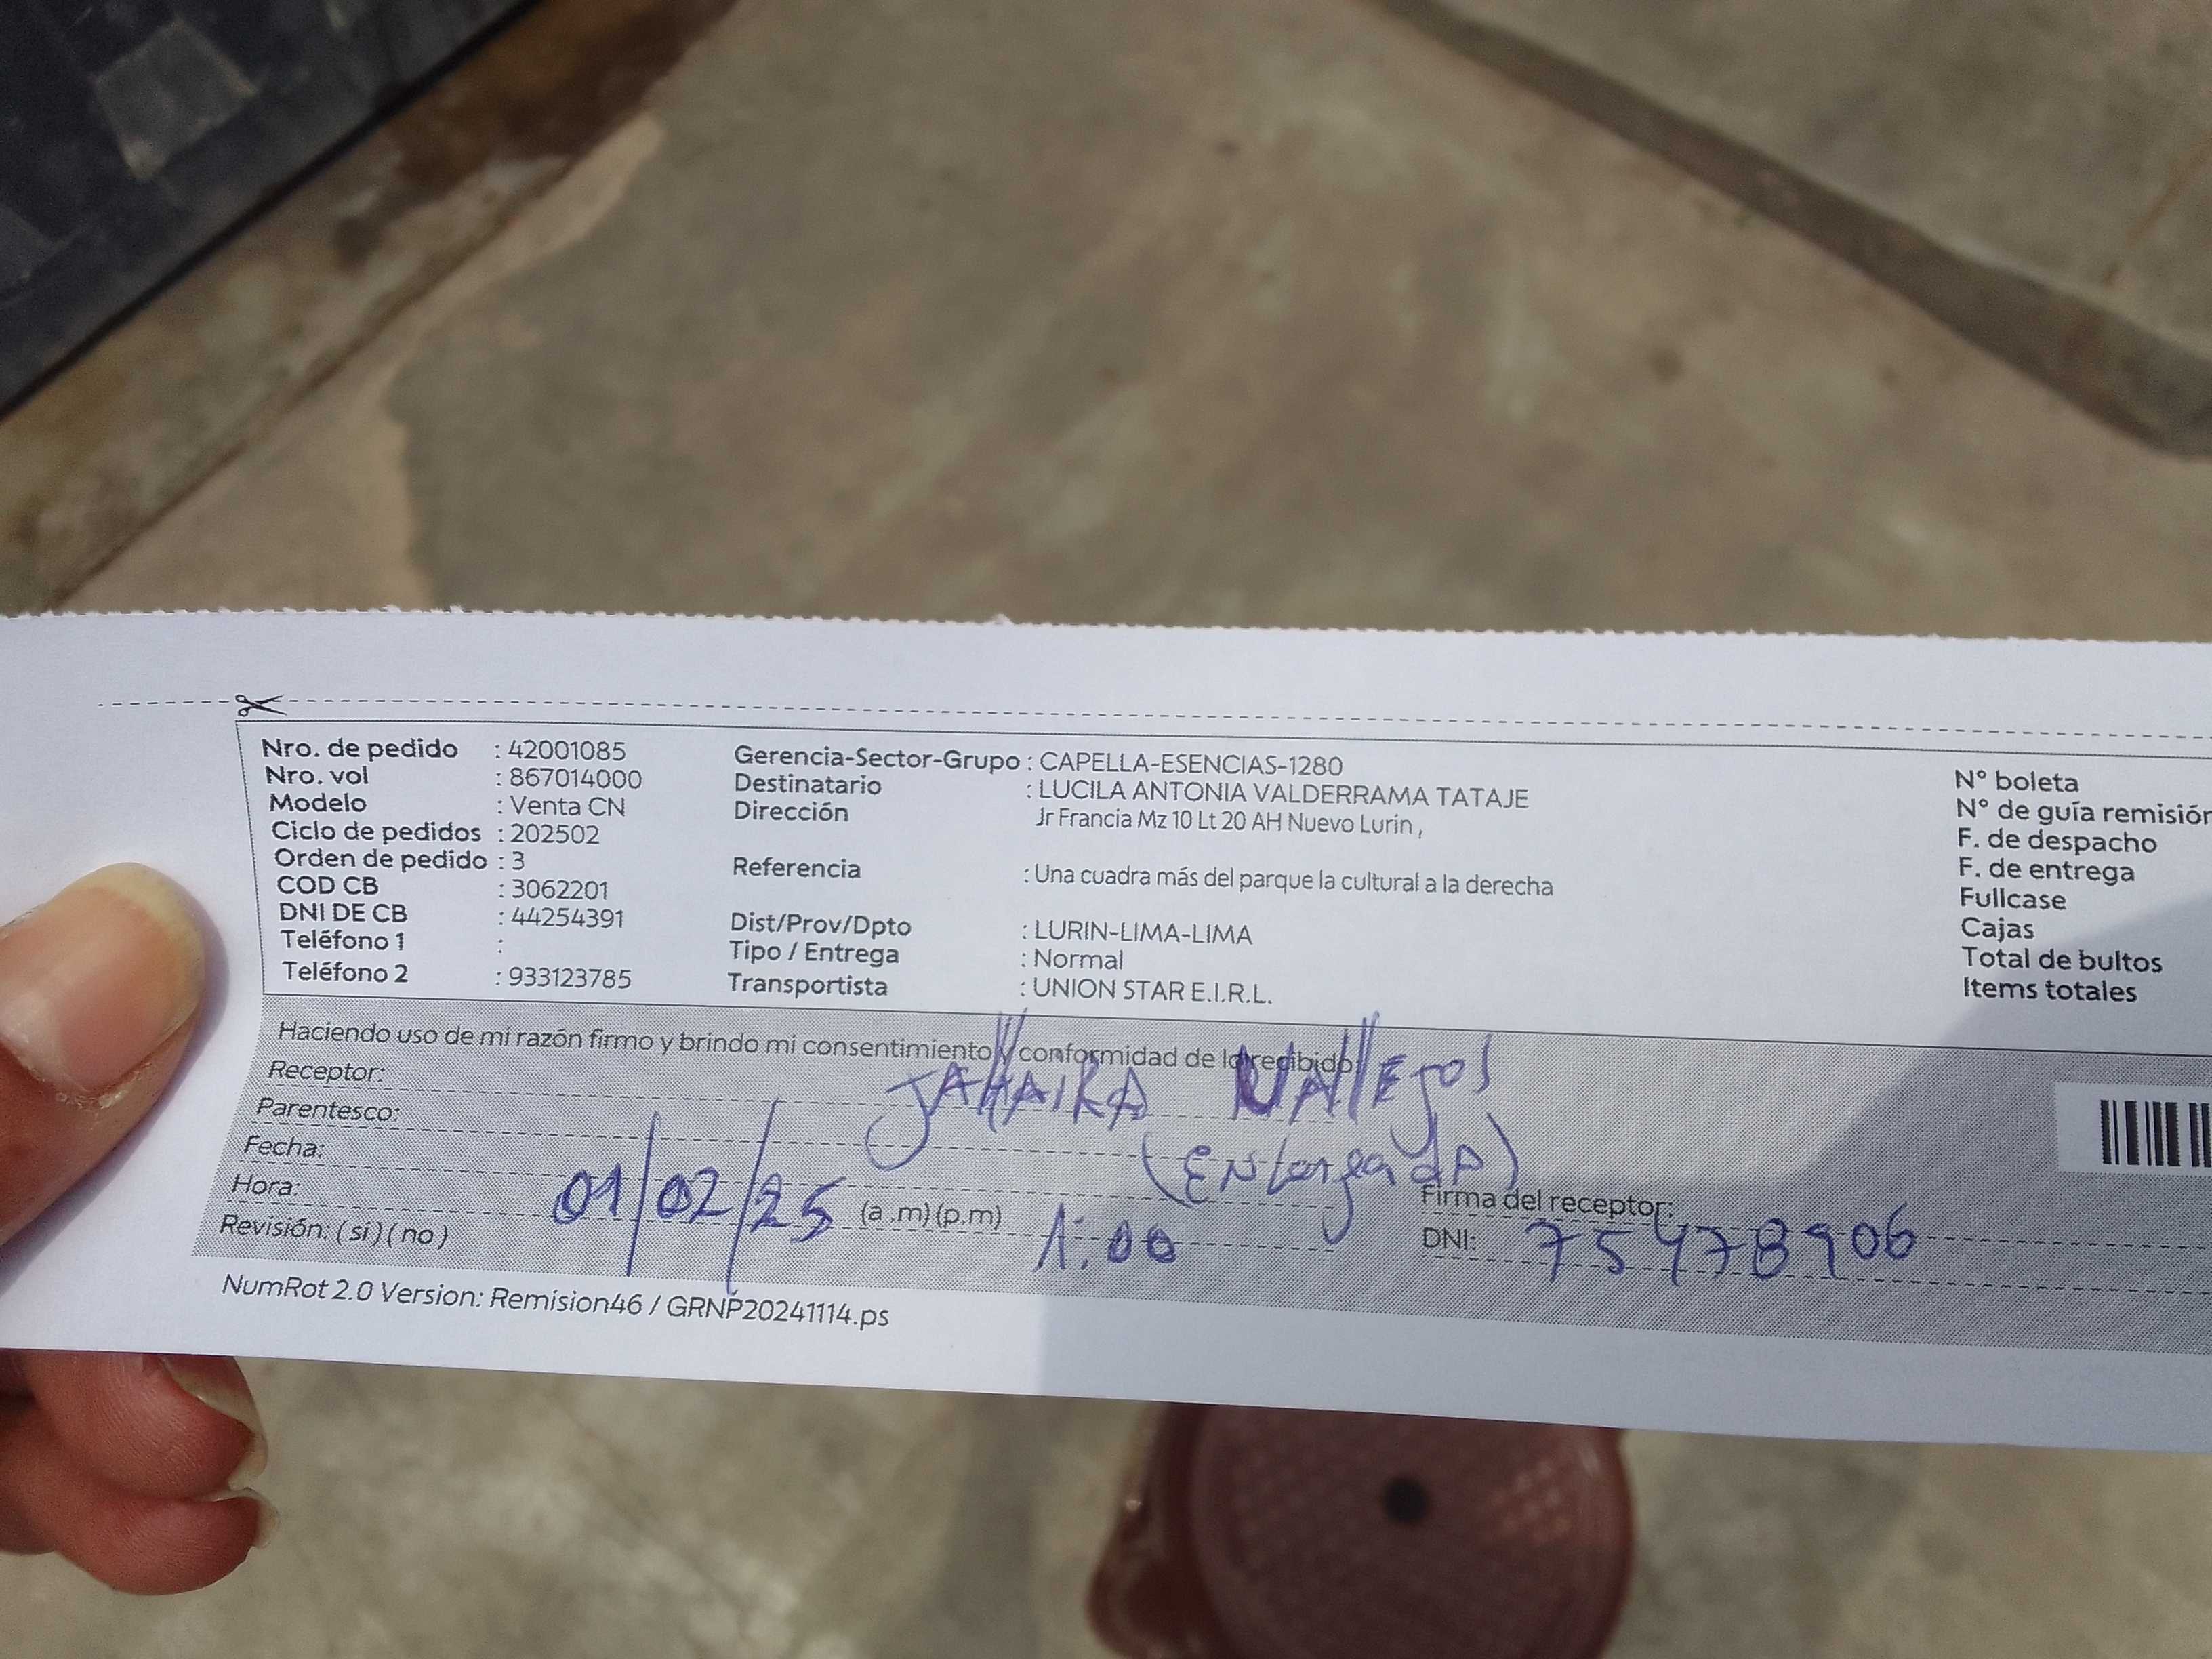 Nro. de pedido : 42001085
Nro. vol : 867014000
Modelo : Venta CN
Ciclo de pedidos : 202502
Orden de pedido : 3
COD CB : 3062201
DNI DE CB : 44254391
Teléfono 1 :
Teléfono 2 : 933123785
Gerencia-Sector-Grupo : CAPELLA-ESENCIAS-1280
Destinatario : LUCILA ANTONIA VALDERRAMA TATAJE
Dirección Jr Francia Mz 10 Lt 20 AH Nuevo Lurin ,
Referencia : Una cuadra más del parque la cultural a la derecha
Dist/Prov/Dpto : LURIN-LIMA-LIMA
Tipo / Entrega : Normal
Transportista : UNION STAR E.I.R.L.
N° boleta
N° de guía remisión
F. de despacho
F. de entrega
Fullcase
Cajas
Total de bultos
Items totales
Haciendo uso de mi razón firmo y brindo mi consentimiento y conformidad de lo recibido
Receptor: JAHAIRA VALLEJOS
Parentesco: (ENCARGADA)
Fecha: 01/02/25
Hora: (a .m) (p.m) 1:00
Firma del receptor:
Revisión: ( si ) ( no )
DNI: 75478906
NumRot 2.0 Version: Remision46 / GRNP20241114.ps